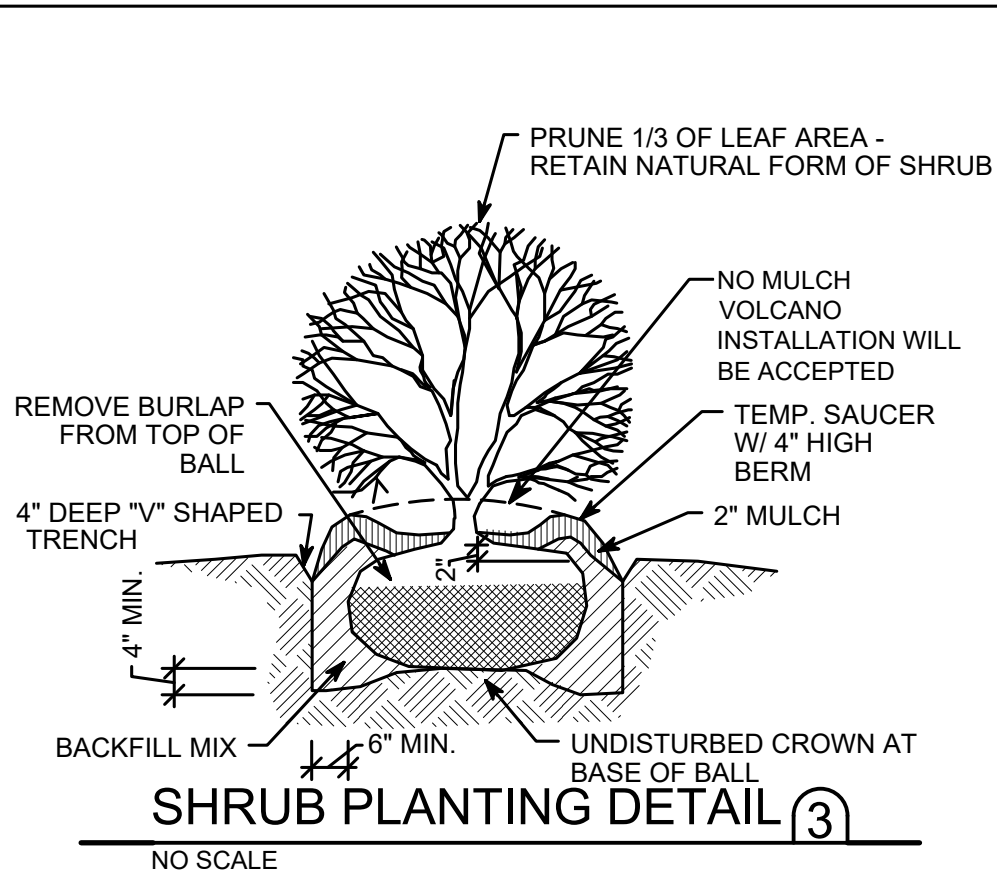 PRUNE 1/3 OF LEAF AREA -
RETAIN NATURAL FORM OF SHRUB
NO MULCH
VOLCANO
INSTALLATION WILL
BE ACCEPTED
REMOVE BURLAP
FROM TOP OF
BALL
TEMP. SAUCER
W/ 4" HIGH
BERM
4" DEEP "V" SHAPED
TRENCH
2" MULCH
2"
4" MIN.
BACKFILL MIX
6" MIN.
UNDISTURBED CROWN AT
BASE OF BALL
SHRUB PLANTING DETAIL 3
NO SCALE